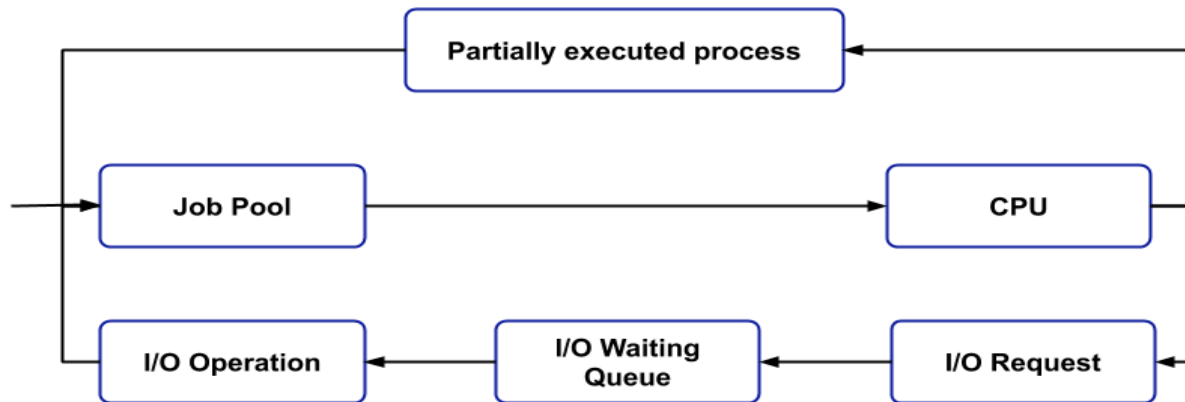 Partially executed process
Job Pool
CPU
I/O Operation
I/O Waiting
Queue
I/O Request